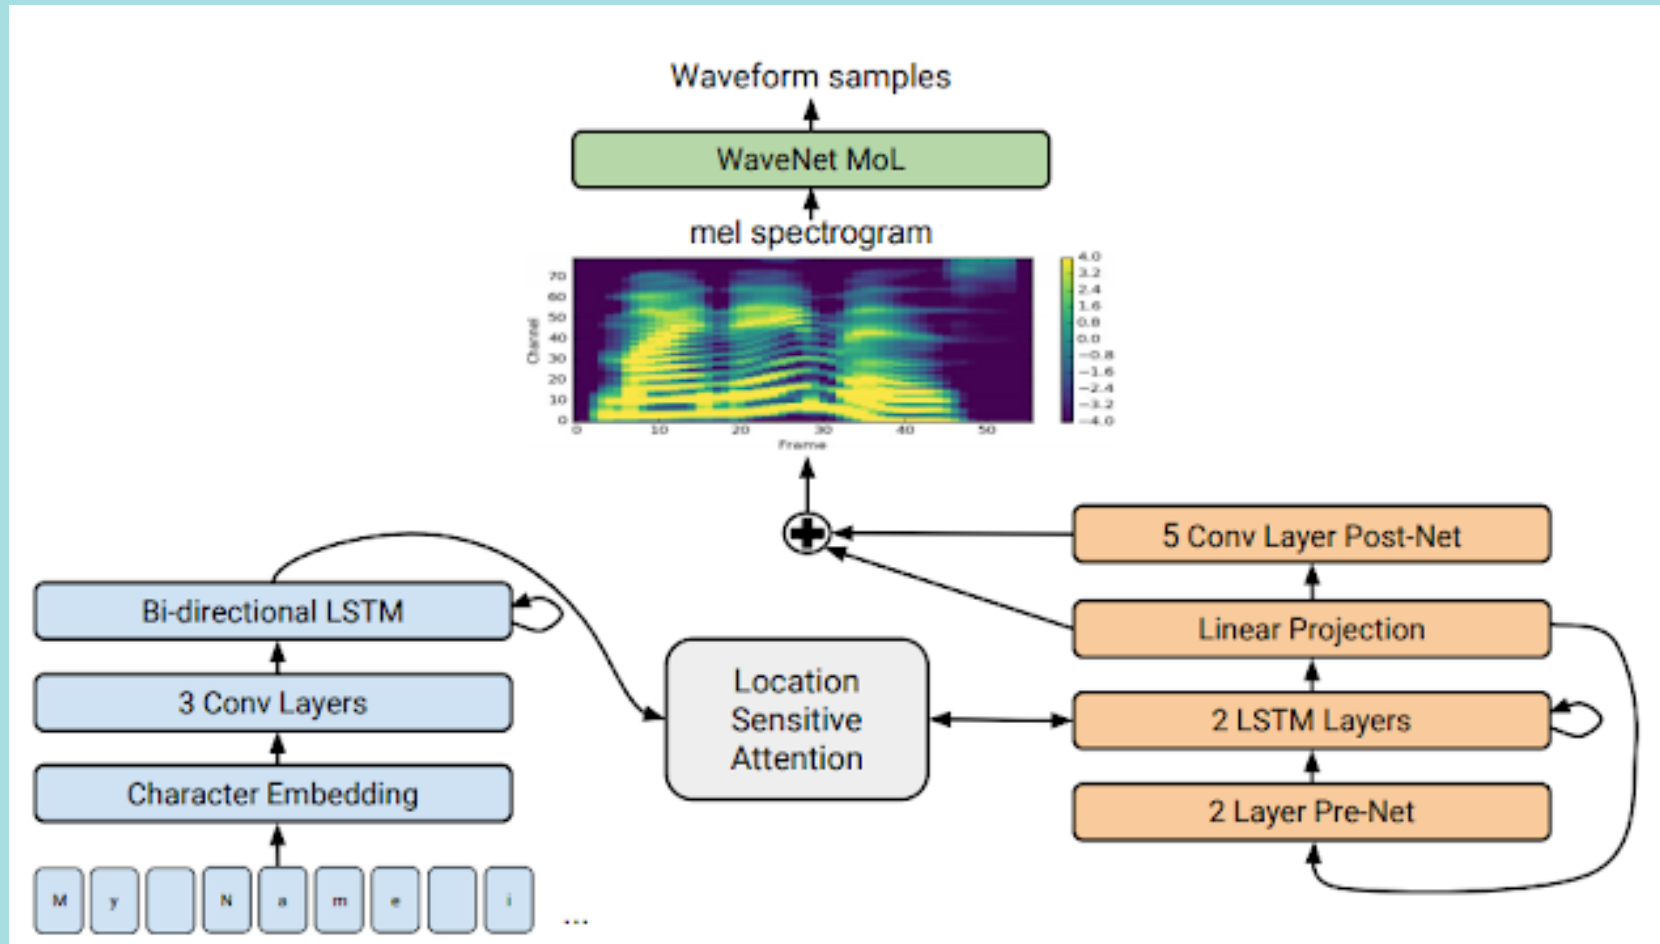 Waveform samples
WaveNet MoL
mel spectrogram
Channel
70
60
50
40
30
20
10
0
0 10 20 30 40 50
Frame
4.0
3.2
2.4
1.6
0.8
0.0
−0.8
−1.6
−2.4
−3.2
−4.0
5 Conv Layer Post-Net
Linear Projection
2 LSTM Layers
2 Layer Pre-Net
Location
Sensitive
Attention
Bi-directional LSTM
3 Conv Layers
Character Embedding
M y N a m e i ...